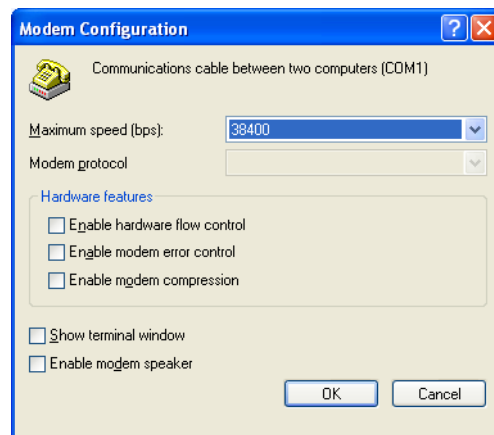 Modem Configuration
Communications cable between two computers (COM1)
Maximum speed (bps):
38400
Modem protocol
Hardware features
Enable hardware flow control
Enable modem error control
Enable modem compression
Show terminal window
Enable modem speaker
OK
Cancel